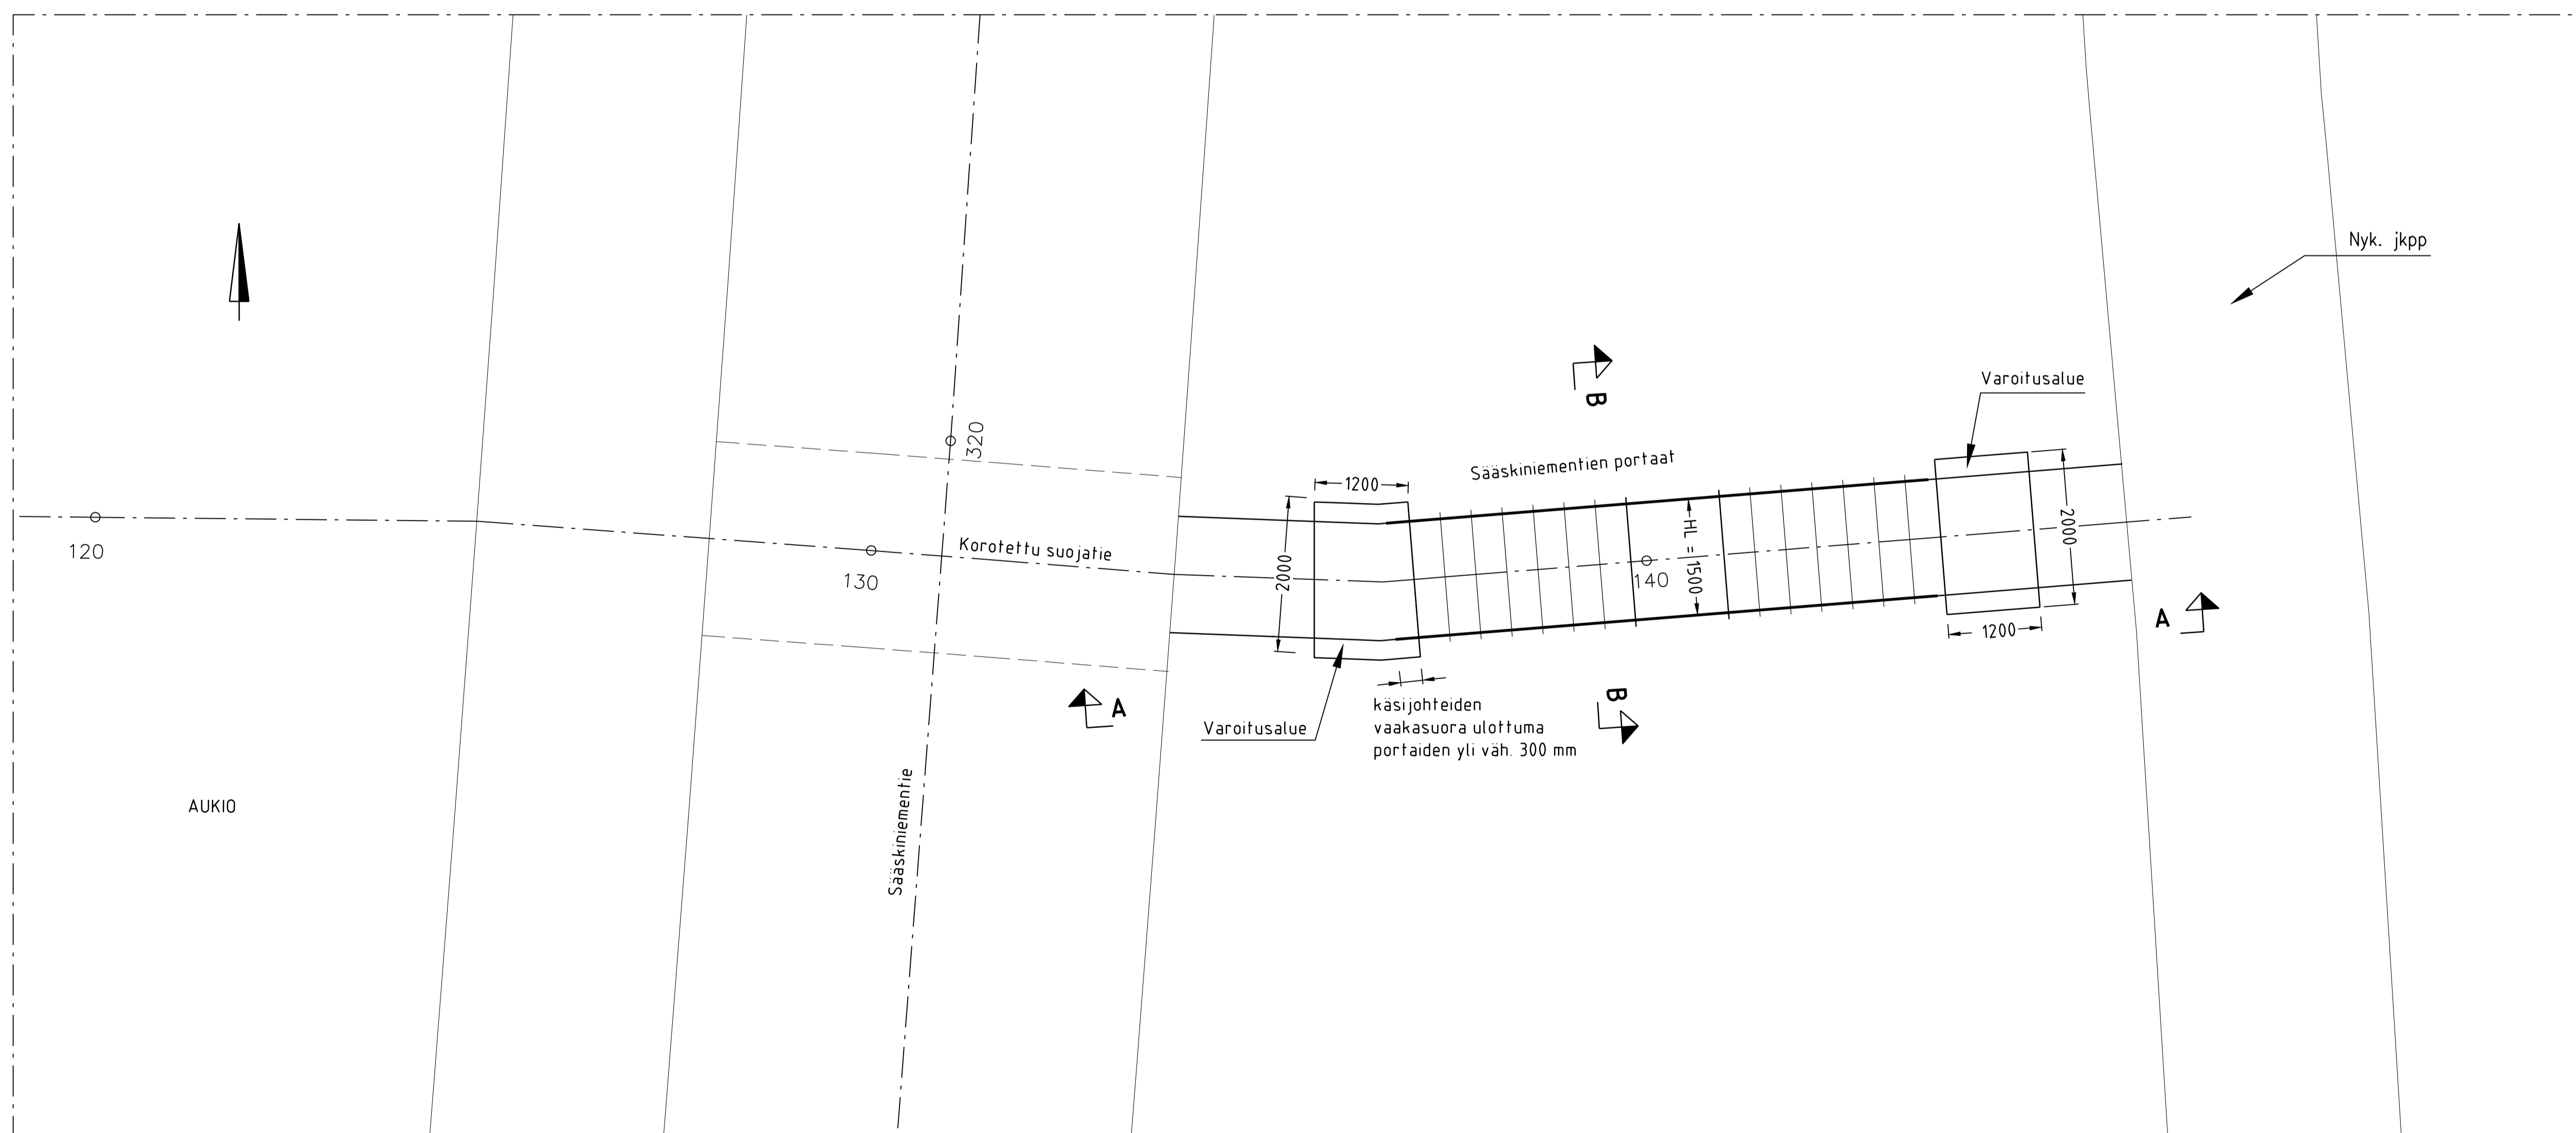 Nyk. jkpp
Varoitusalue
B
320
Sääskiniementien portaat
1200
2000
120
130
Korotettu suojatie
2000
HL = 1500
140
A
1200
A
B
käsijohteiden
vaakasuora ulottuma
portaiden yli väh. 300 mm
Varoitusalue
Sääskiniementie
AUKIO